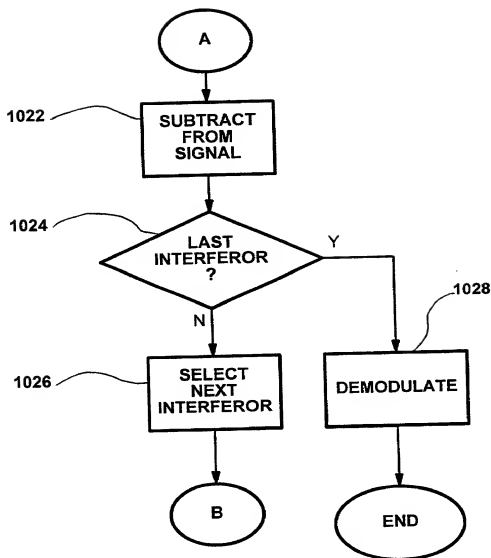 A
1022
SUBTRACT
FROM
SIGNAL
1024
LAST
INTERFEROR
?
Y
N
1028
1026
SELECT
NEXT
INTERFEROR
DEMODULATE
B
END